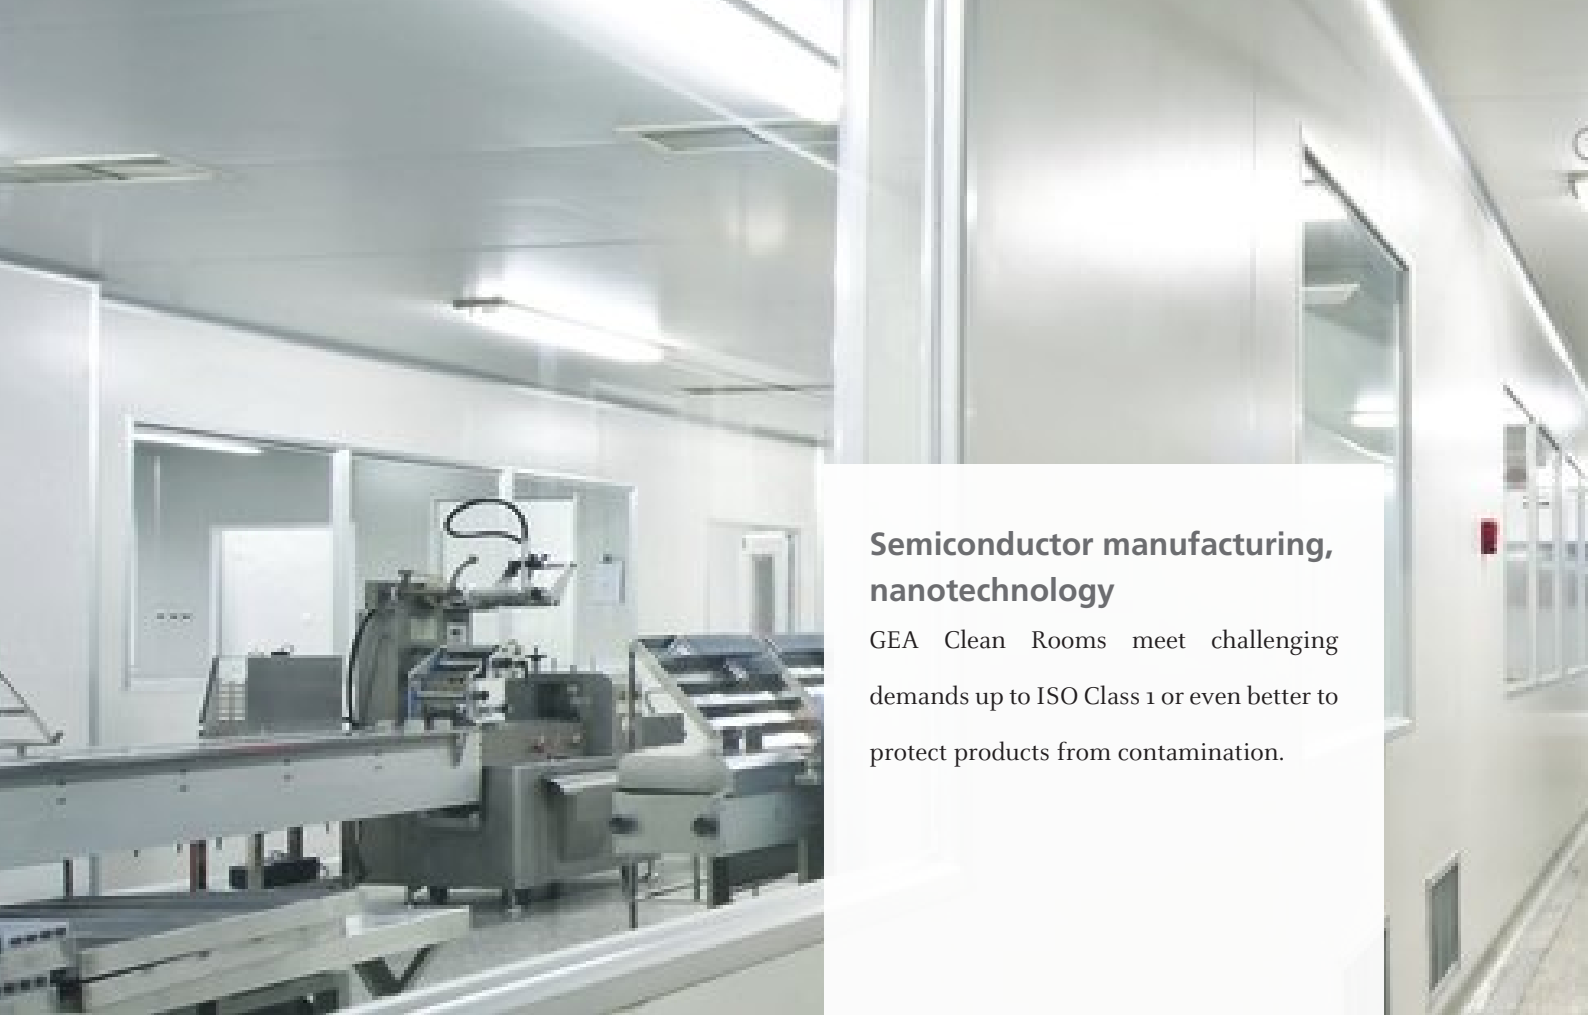 Semiconductor manufacturing,
nanotechnology
GEA Clean Rooms meet challenging
demands up to ISO Class 1 or even better to
protect products from contamination.